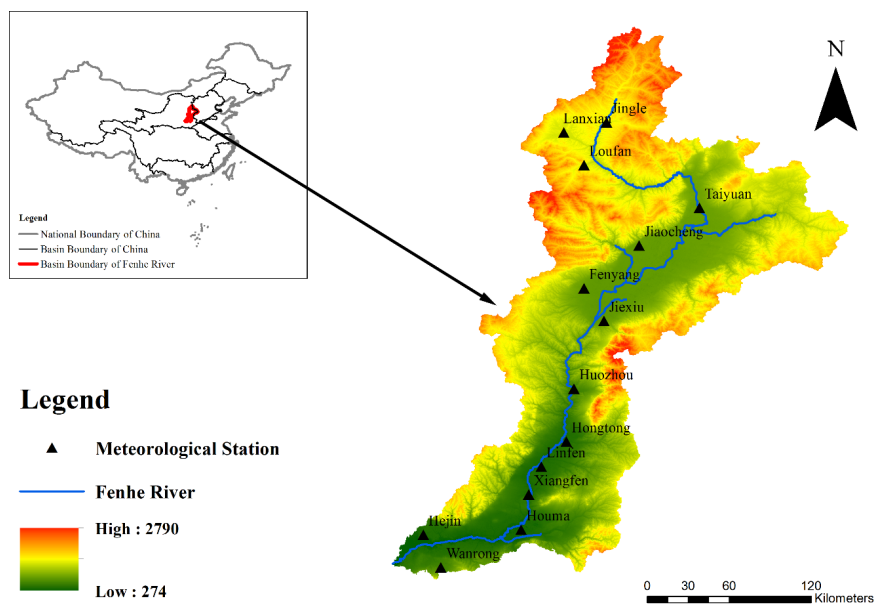 Legend
National Boundary of China
Basin Boundary of China
Basin Boundary of Fenhe River
N
Jingle
Lanxian
Loufan
Taiyuan
Jiaocheng
Fenyang
Jiexiu
Huozhou
Hongtong
Linfen
Xiangfen
Houma
Hejin
Wanrong
Legend
Meteorological Station
Fenhe River
High : 2790
Low : 274
0 30 60 120
Kilometers